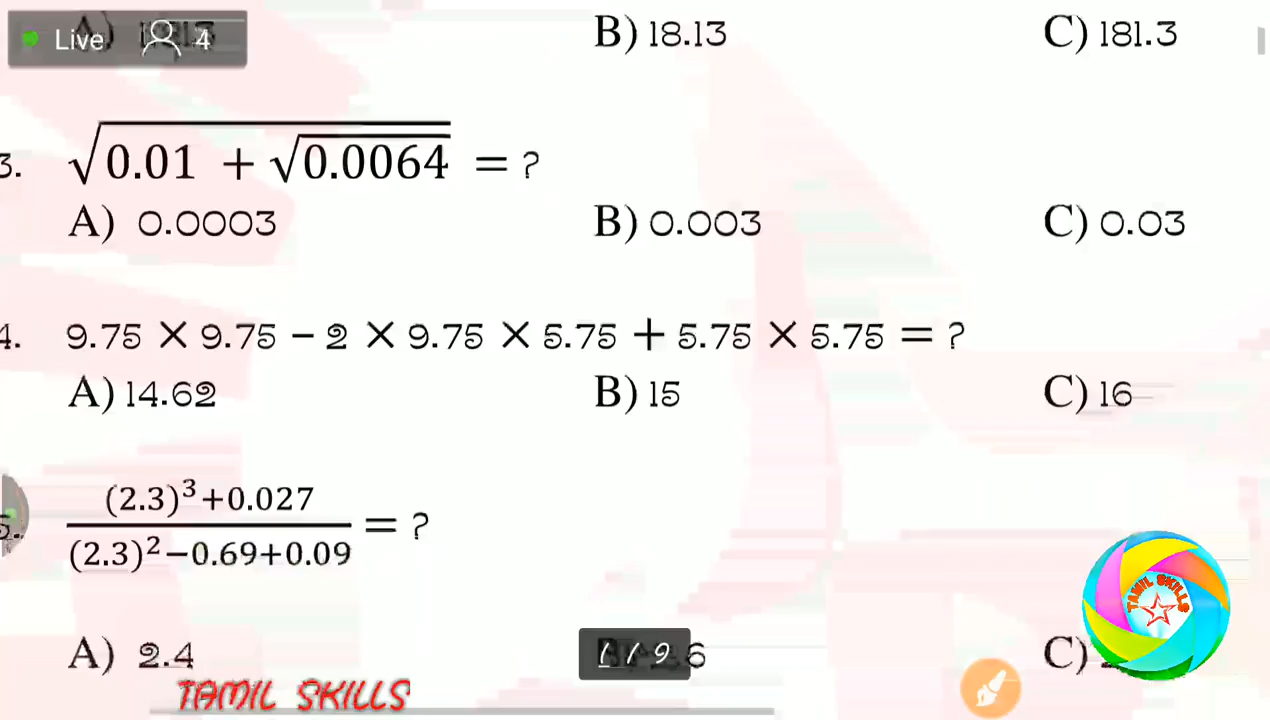 Live 4
B) 18.13 C) 181.3
3. √0.01 + √0.0064 = ?
A) 0.0003 B) 0.003 C) 0.03
4. 9.75 × 9.75 − 2 × 9.75 × 5.75 + 5.75 × 5.75 = ?
A) 14.62 B) 15 C) 16
(2.3)³+0.027
(2.3)²−0.69+0.09 = ?
TAMIL SKILLS
A) 2.4 6 C)
1 / 9
TAMIL SKILLS